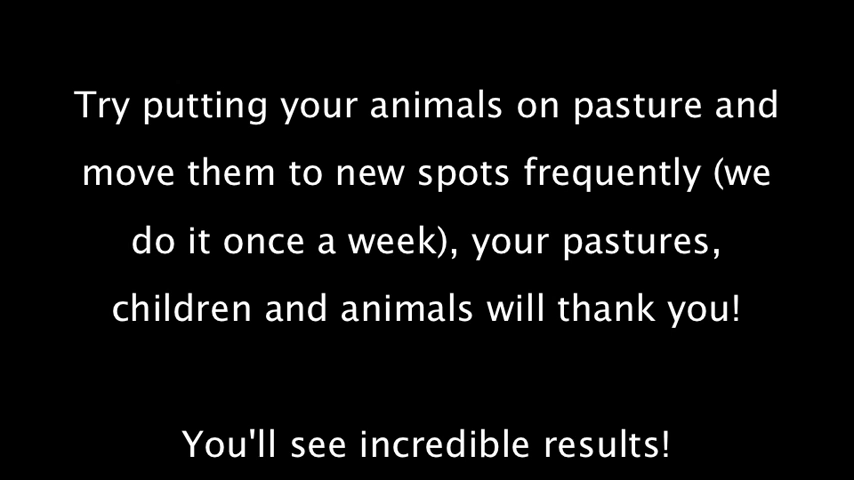 Try putting your animals on pasture and
move them to new spots frequently (we
do it once a week), your pastures,
children and animals will thank you!
You'll see incredible results!